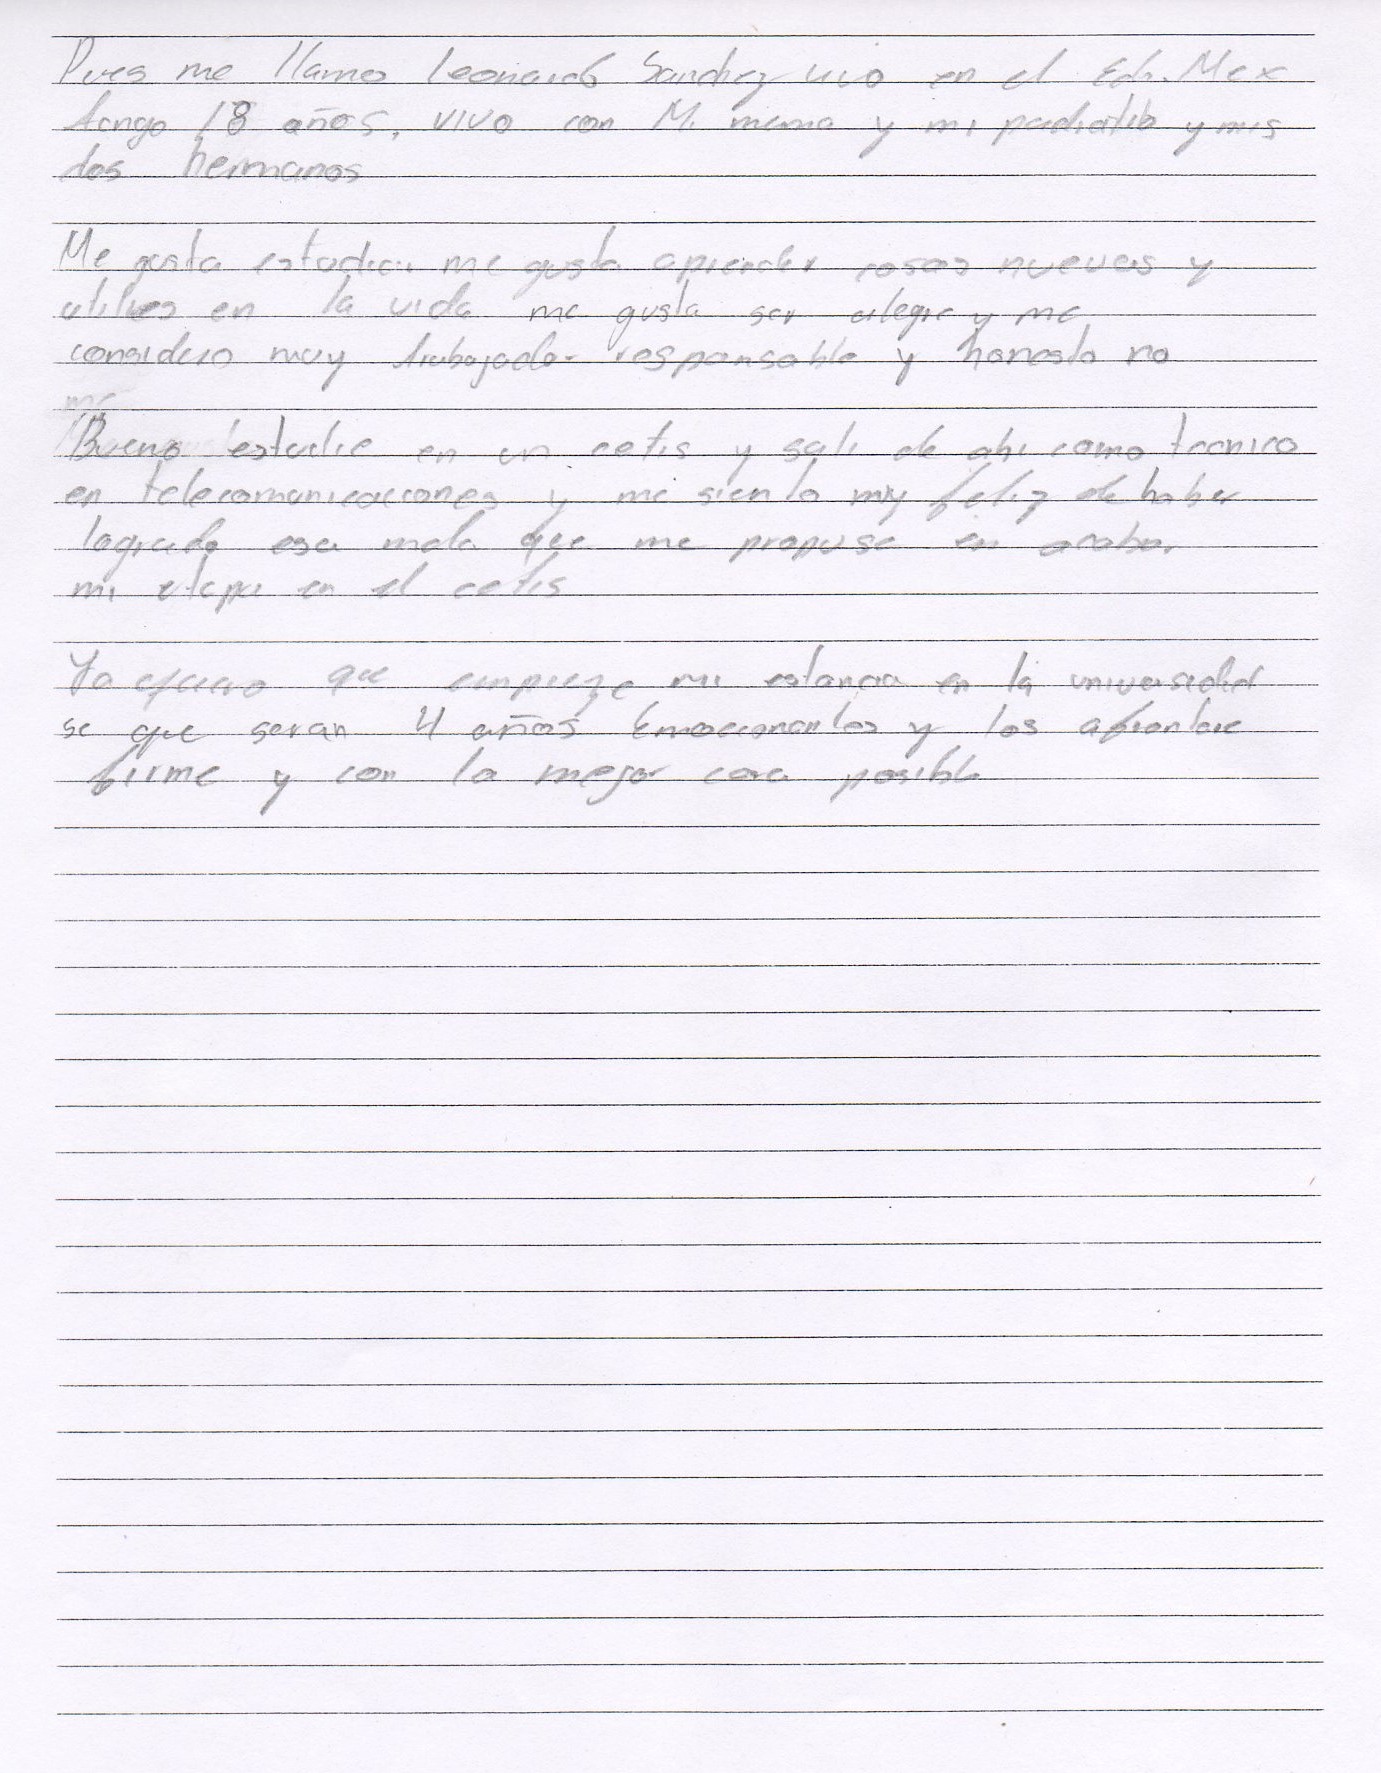 Pues me llamo Leonardo Sanchez vivo en el Edo. Mex
tengo 18 años, vivo con Mi mama y mi padrastro y mis
dos hermanos
Me gusta estudiar me gusta aprender cosas nuevas y
utiles en la vida me gusta ser alegre y me
considero muy trabajador responsable y honesto no
me
Bueno estudie en un cetis y sali de ahi como tecnico
en telecomunicacciones y me siento muy feliz de haber
logrado esa meta que me propuse en acabar
mi etapa en el cetis
Ya quiero que empieze mi estancia en la universidad
se que seran 4 años Emocionantes y los afrontare
firme y con la mejor cara posible